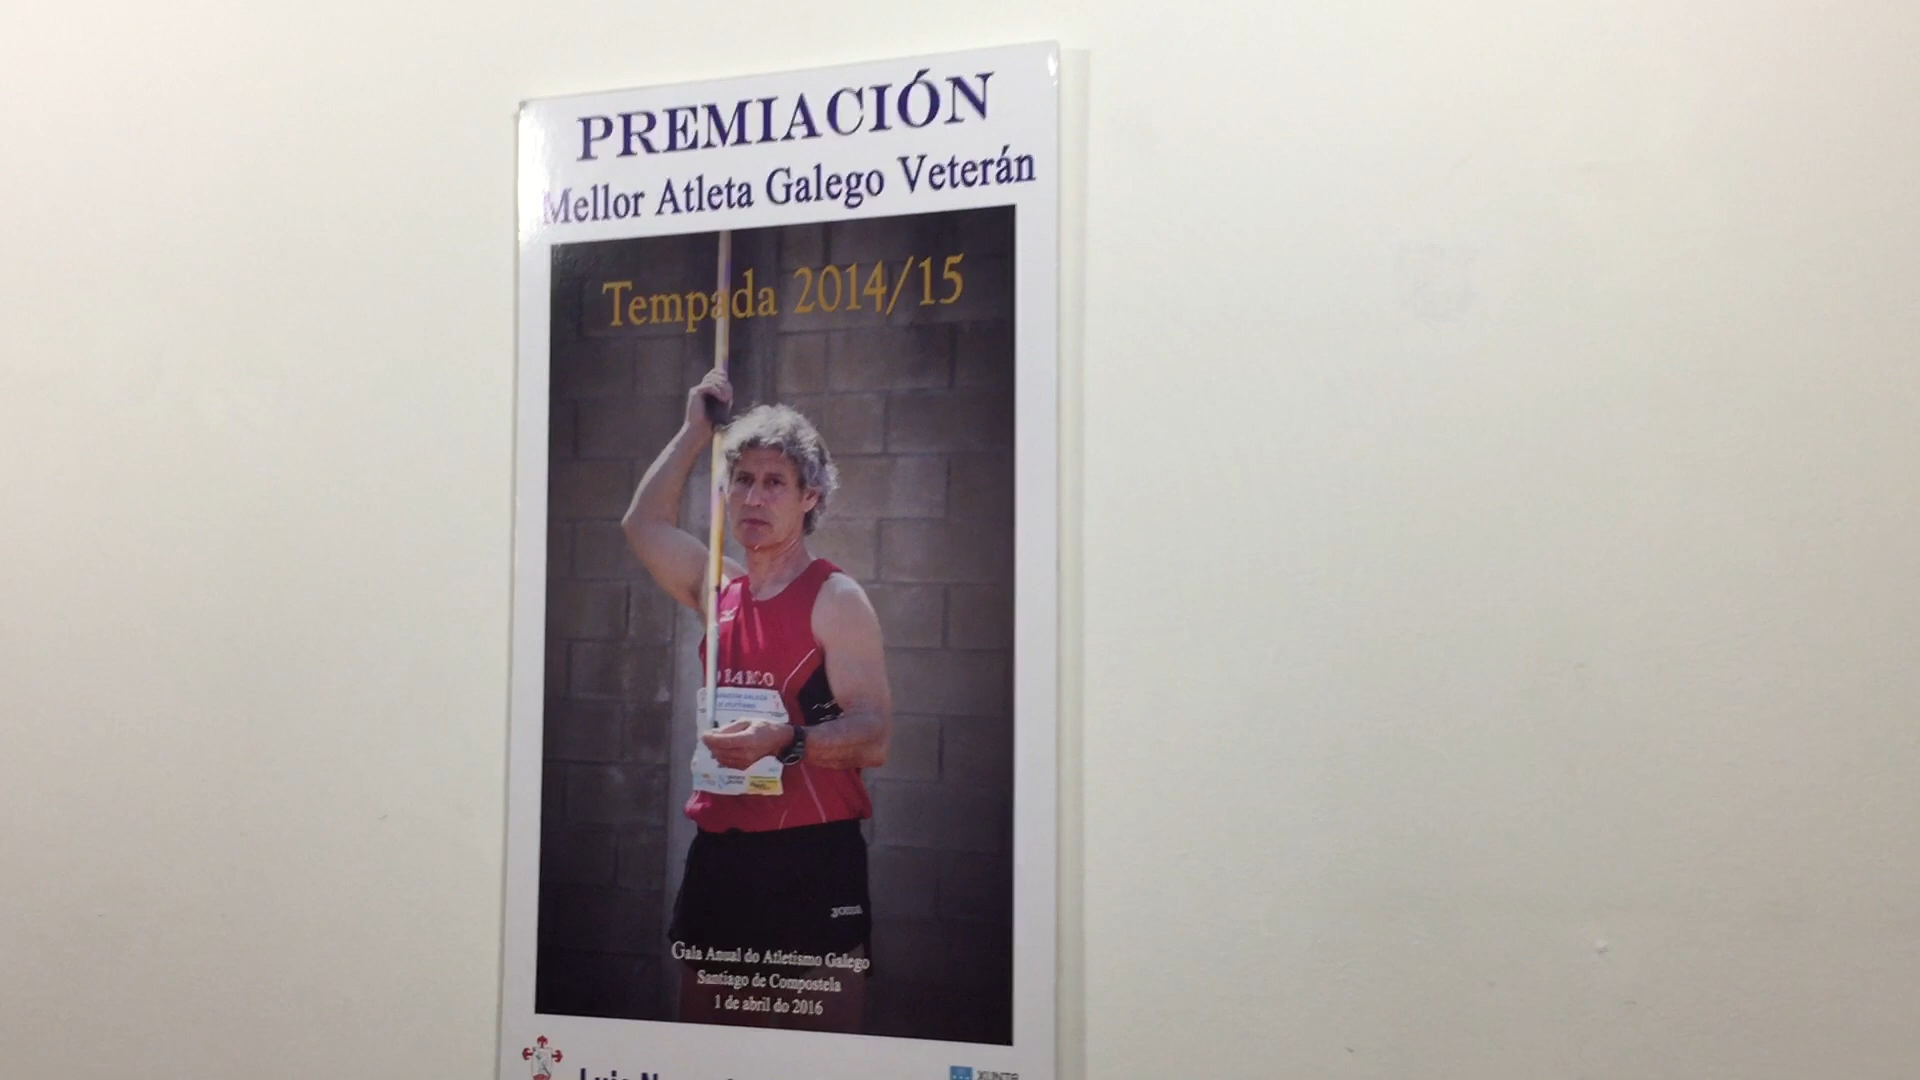 PREMIACIÓN
Mellor Atleta Galego Veterán
Tempada 2014/15
Gala Anual do Atletismo Galego
Santiago de Compostela
1 de abril do 2016
XUNTA